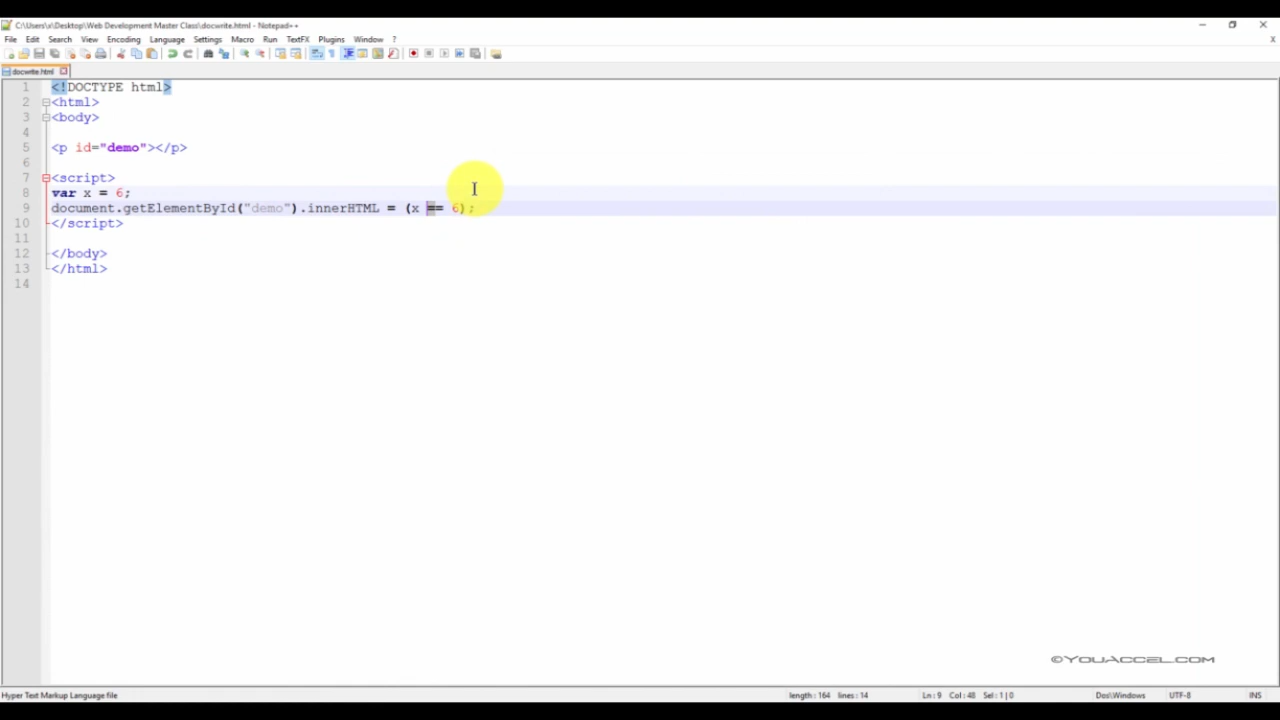 C:\Users\x\Desktop\Web Development Master Class\docwrite.html - Notepad++
File Edit Search View Encoding Language Settings Macro Run TextFX Plugins Window ? X
docwrite.html
1 <!DOCTYPE html>
2 <html>
3 <body>
4
5 <p id="demo"></p>
6
7 <script>
8 var x = 6;
9 document.getElementById("demo").innerHTML = (x == 6);
10 </script>
11
12 </body>
13 </html>
14
©YOUACCEL.COM
Hyper Text Markup Language file length : 164 lines : 14 Ln : 9 Col : 48 Sel : 1 | 0 Dos\Windows UTF-8 INS